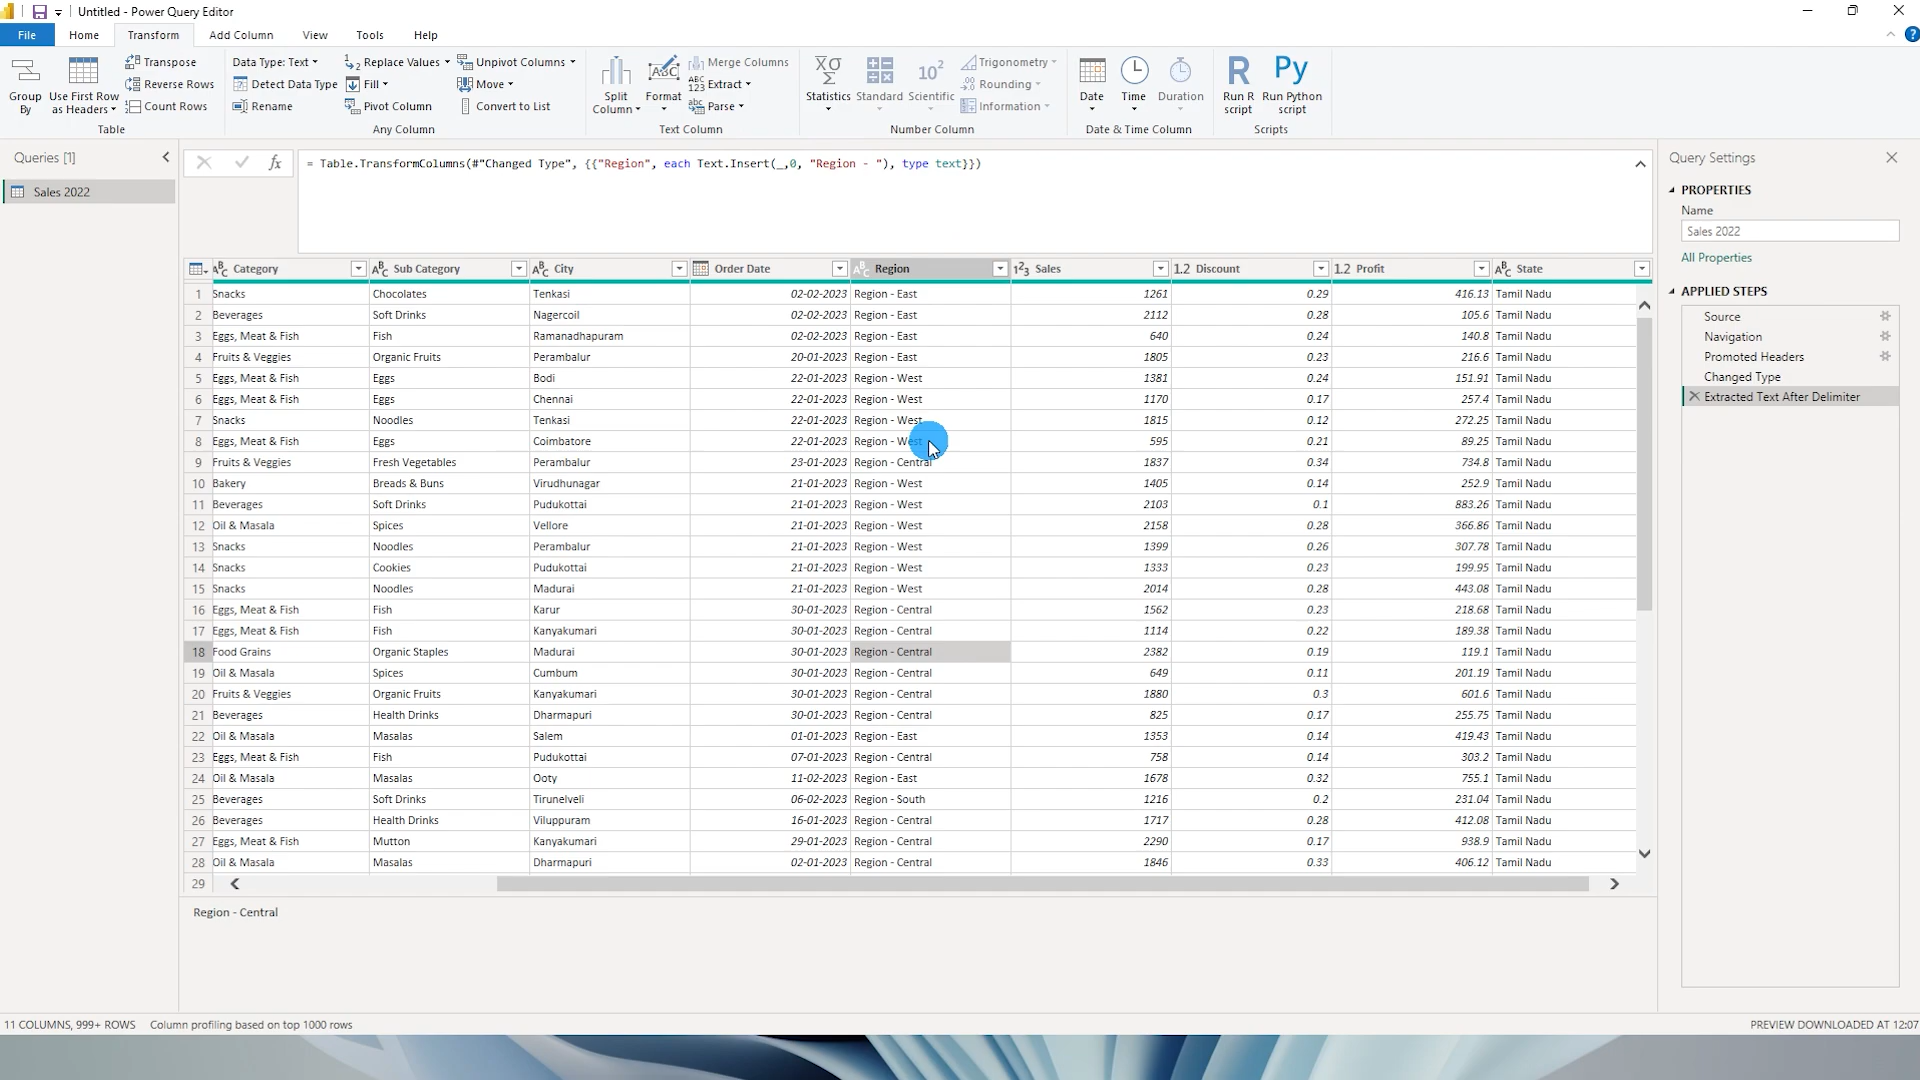 Untitled - Power Query Editor
File Home Transform Add Column View Tools Help
Group By
Use First Row as Headers
Transpose
Reverse Rows
Count Rows
Table
Data Type: Text
Detect Data Type
Rename
Replace Values
Fill
Pivot Column
Unpivot Columns
Move
Convert to List
Any Column
Split Column
Format
Merge Columns
Extract
Parse
Text Column
Statistics
Standard
Scientific
Trigonometry
Rounding
Information
Number Column
Date
Time
Duration
Date & Time Column
Run R script
Run Python script
Scripts
Queries [1]
Sales 2022
= Table.TransformColumns(#"Changed Type", {{"Region", each Text.Insert(_,0, "Region - "), type text}})
Category Sub Category City Order Date Region Sales Discount Profit State
1 Snacks Chocolates Tenkasi 02-02-2023 Region - East 1261 0.29 416.13 Tamil Nadu
2 Beverages Soft Drinks Nagercoil 02-02-2023 Region - East 2112 0.28 105.6 Tamil Nadu
3 Eggs, Meat & Fish Fish Ramanadhapuram 02-02-2023 Region - East 640 0.24 140.8 Tamil Nadu
4 Fruits & Veggies Organic Fruits Perambalur 20-01-2023 Region - East 1805 0.23 216.6 Tamil Nadu
5 Eggs, Meat & Fish Eggs Bodi 22-01-2023 Region - West 1381 0.24 151.91 Tamil Nadu
6 Eggs, Meat & Fish Eggs Chennai 22-01-2023 Region - West 1170 0.17 257.4 Tamil Nadu
7 Snacks Noodles Tenkasi 22-01-2023 Region - West 1815 0.12 272.25 Tamil Nadu
8 Eggs, Meat & Fish Eggs Coimbatore 22-01-2023 Region - West 595 0.21 89.25 Tamil Nadu
9 Fruits & Veggies Fresh Vegetables Perambalur 23-01-2023 Region - Central 1837 0.34 734.8 Tamil Nadu
10 Bakery Breads & Buns Virudhunagar 21-01-2023 Region - West 1405 0.14 252.9 Tamil Nadu
11 Beverages Soft Drinks Pudukottai 21-01-2023 Region - West 2103 0.1 883.26 Tamil Nadu
12 Oil & Masala Spices Vellore 21-01-2023 Region - West 2158 0.28 366.86 Tamil Nadu
13 Snacks Noodles Perambalur 21-01-2023 Region - West 1399 0.26 307.78 Tamil Nadu
14 Snacks Cookies Pudukottai 21-01-2023 Region - West 1333 0.23 199.95 Tamil Nadu
15 Snacks Noodles Madurai 21-01-2023 Region - West 2014 0.28 443.08 Tamil Nadu
16 Eggs, Meat & Fish Fish Karur 30-01-2023 Region - Central 1562 0.23 218.68 Tamil Nadu
17 Eggs, Meat & Fish Fish Kanyakumari 30-01-2023 Region - Central 1114 0.22 189.38 Tamil Nadu
18 Food Grains Organic Staples Madurai 30-01-2023 Region - Central 2382 0.19 119.1 Tamil Nadu
19 Oil & Masala Spices Cumbum 30-01-2023 Region - Central 649 0.11 201.19 Tamil Nadu
20 Fruits & Veggies Organic Fruits Kanyakumari 30-01-2023 Region - Central 1880 0.3 601.6 Tamil Nadu
21 Beverages Health Drinks Dharmapuri 30-01-2023 Region - Central 825 0.17 255.75 Tamil Nadu
22 Oil & Masala Masalas Salem 01-01-2023 Region - East 1353 0.14 419.43 Tamil Nadu
23 Eggs, Meat & Fish Fish Pudukottai 07-01-2023 Region - Central 758 0.14 303.2 Tamil Nadu
24 Oil & Masala Masalas Ooty 11-02-2023 Region - East 1678 0.32 755.1 Tamil Nadu
25 Beverages Soft Drinks Tirunelveli 06-02-2023 Region - South 1216 0.2 231.04 Tamil Nadu
26 Beverages Health Drinks Viluppuram 16-01-2023 Region - Central 1717 0.28 412.08 Tamil Nadu
27 Eggs, Meat & Fish Mutton Kanyakumari 29-01-2023 Region - Central 2290 0.17 938.9 Tamil Nadu
28 Oil & Masala Masalas Dharmapuri 02-01-2023 Region - Central 1846 0.33 406.12 Tamil Nadu
29
Region - Central
Query Settings
PROPERTIES
Name
Sales 2022
All Properties
APPLIED STEPS
Source
Navigation
Promoted Headers
Changed Type
Extracted Text After Delimiter
11 COLUMNS, 999+ ROWS Column profiling based on top 1000 rows
PREVIEW DOWNLOADED AT 12:07